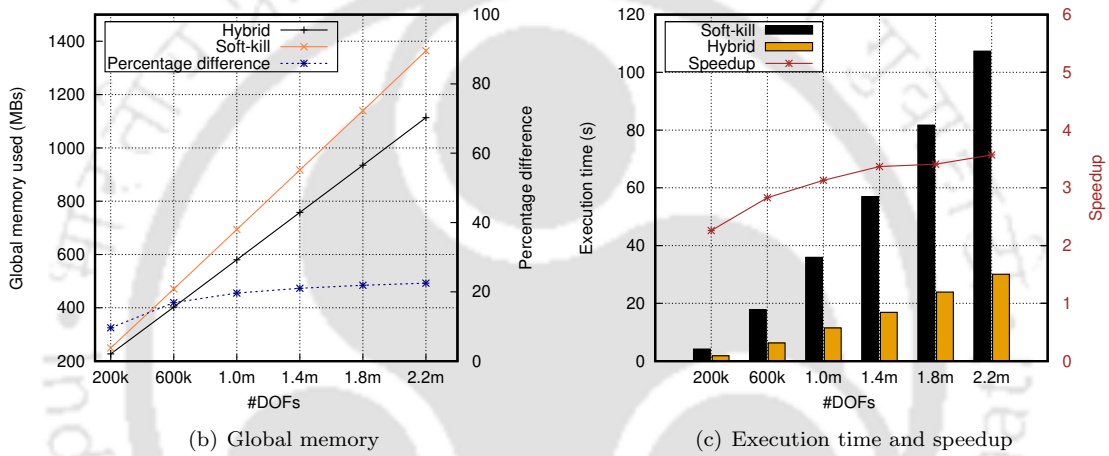 Hybrid
Soft-kill
Percentage difference
Global memory used (MBs)
1400
1200
1000
800
600
400
200
100
80
60
40
20
0
Percentage difference
200k 600k 1.0m 1.4m 1.8m 2.2m
#DOFs
(b) Global memory
Soft-kill
Hybrid
Speedup
Execution time (s)
120
100
80
60
40
20
0
6
5
4
3
2
1
0
Speedup
200k 600k 1.0m 1.4m 1.8m 2.2m
#DOFs
(c) Execution time and speedup